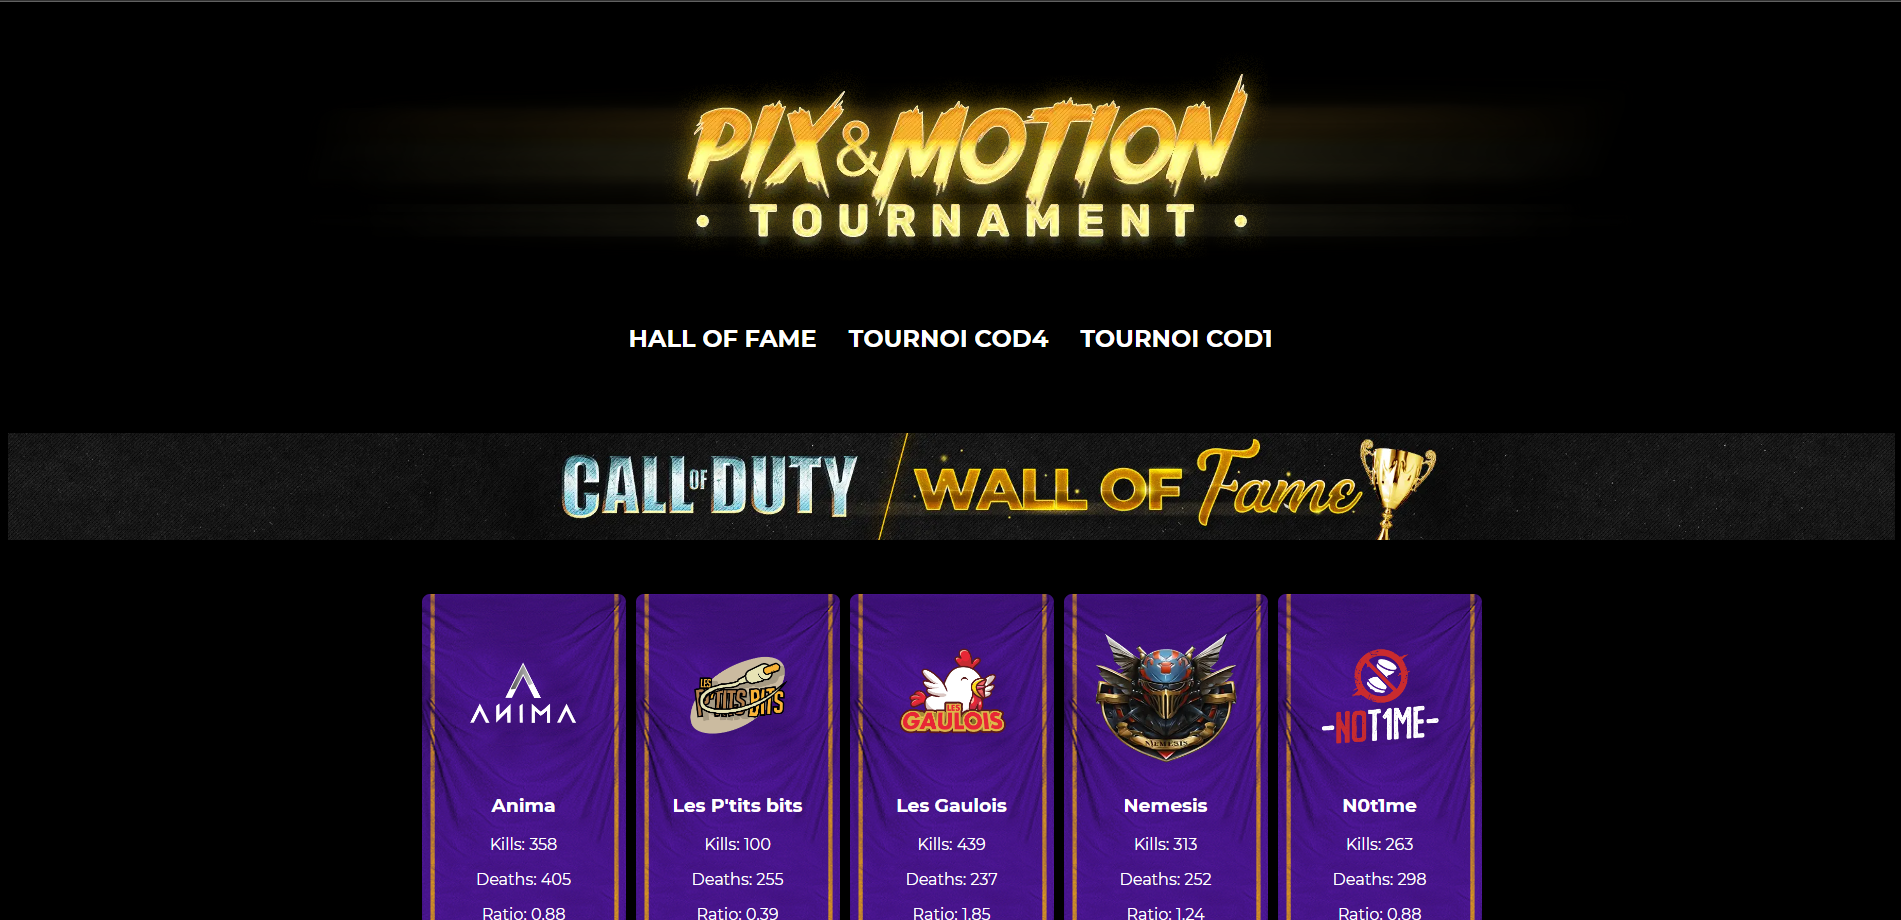 PIX&MOTION
• TOURNAMENT •
HALL OF FAME TOURNOI COD4 TOURNOI COD1
CALL OF DUTY / WALL OF Fame
ANIMA
LES P'TITS BITS
LES GAULOIS
NEMESIS
-NOT1ME-
Anima
Les P'tits bits
Les Gaulois
Nemesis
N0t1me
Kills: 358
Kills: 100
Kills: 439
Kills: 313
Kills: 263
Deaths: 405
Deaths: 255
Deaths: 237
Deaths: 252
Deaths: 298
Ratio: 0.88
Ratio: 0.39
Ratio: 1.85
Ratio: 1.24
Ratio: 0.88